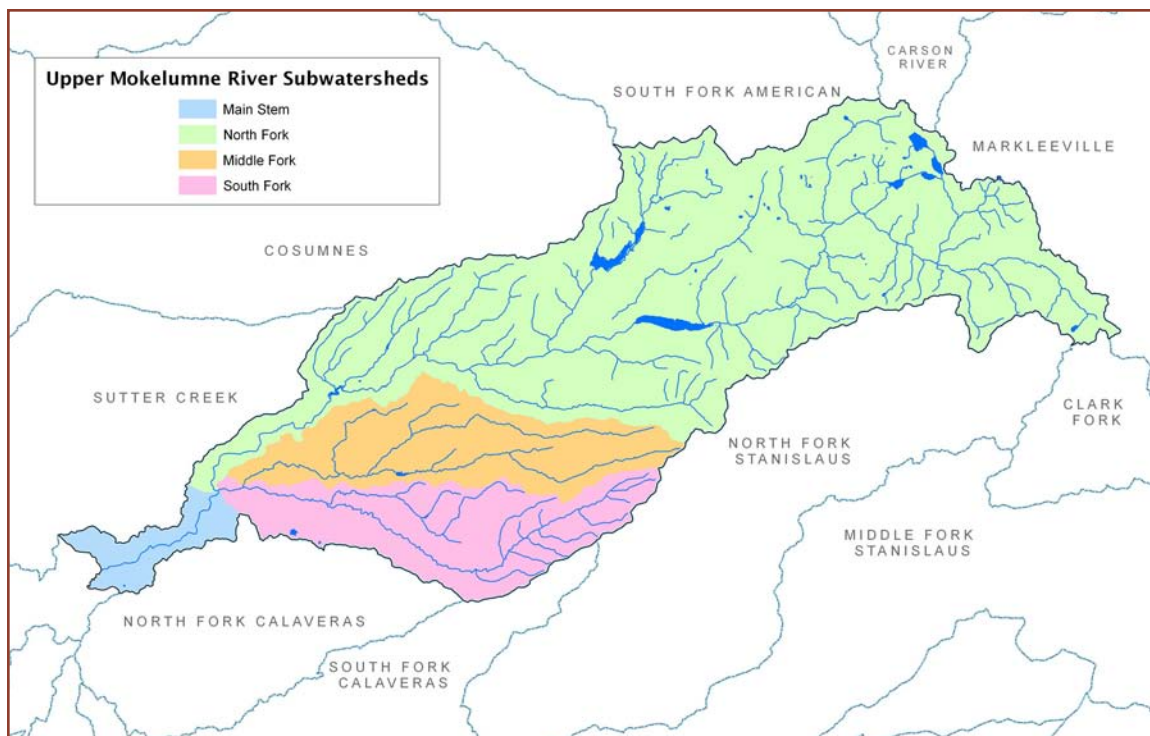 Upper Mokelumne River Subwatersheds
Main Stem
North Fork
Middle Fork
South Fork
CARSON
RIVER
SOUTH FORK AMERICAN
MARKLEEVILLE
COSUMNES
SUTTER CREEK
CLARK
FORK
NORTH FORK
STANISLAUS
MIDDLE FORK
STANISLAUS
NORTH FORK CALAVERAS
SOUTH FORK
CALAVERAS